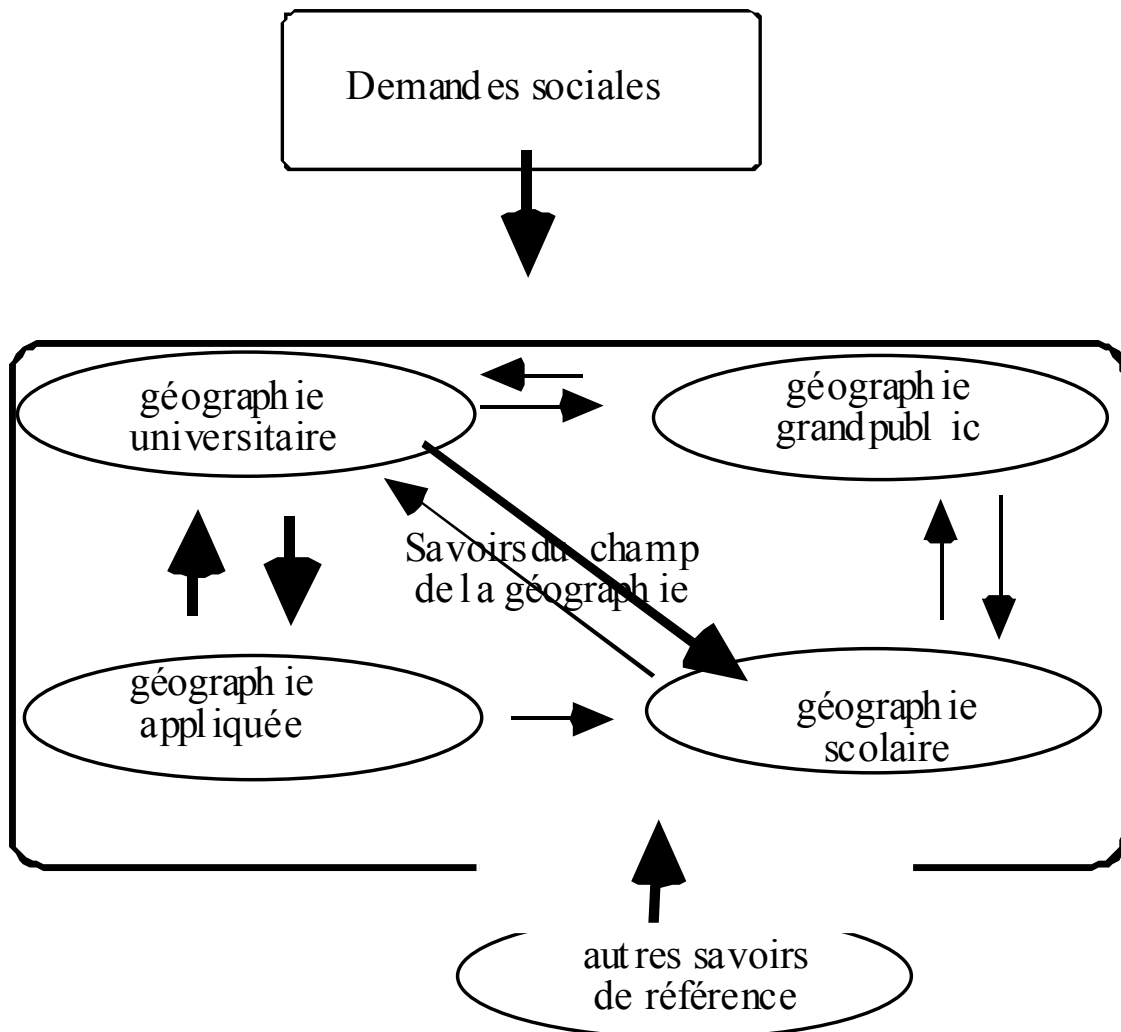 Demandes sociales
géographie
universitaire
géographie
grand public
Savoirs du champ
de la géographie
géographie
appliquée
géographie
scolaire
autres savoirs
de référence